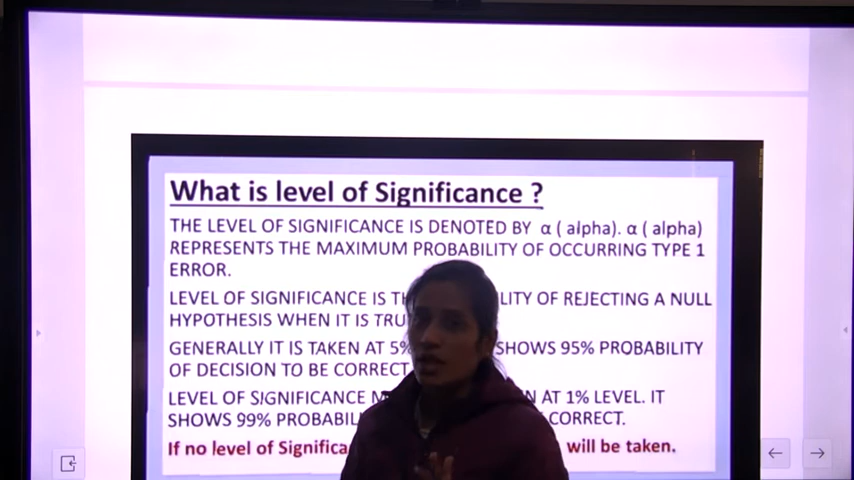 What is level of Significance ?
THE LEVEL OF SIGNIFICANCE IS DENOTED BY α ( alpha). α ( alpha)
REPRESENTS THE MAXIMUM PROBABILITY OF OCCURRING TYPE 1
ERROR.
LEVEL OF SIGNIFICANCE IS TH LITY OF REJECTING A NULL
HYPOTHESIS WHEN IT IS TRU
GENERALLY IT IS TAKEN AT 5% SHOWS 95% PROBABILITY
OF DECISION TO BE CORRECT
LEVEL OF SIGNIFICANCE M N AT 1% LEVEL. IT
SHOWS 99% PROBABIL CORRECT.
If no level of Significa will be taken.